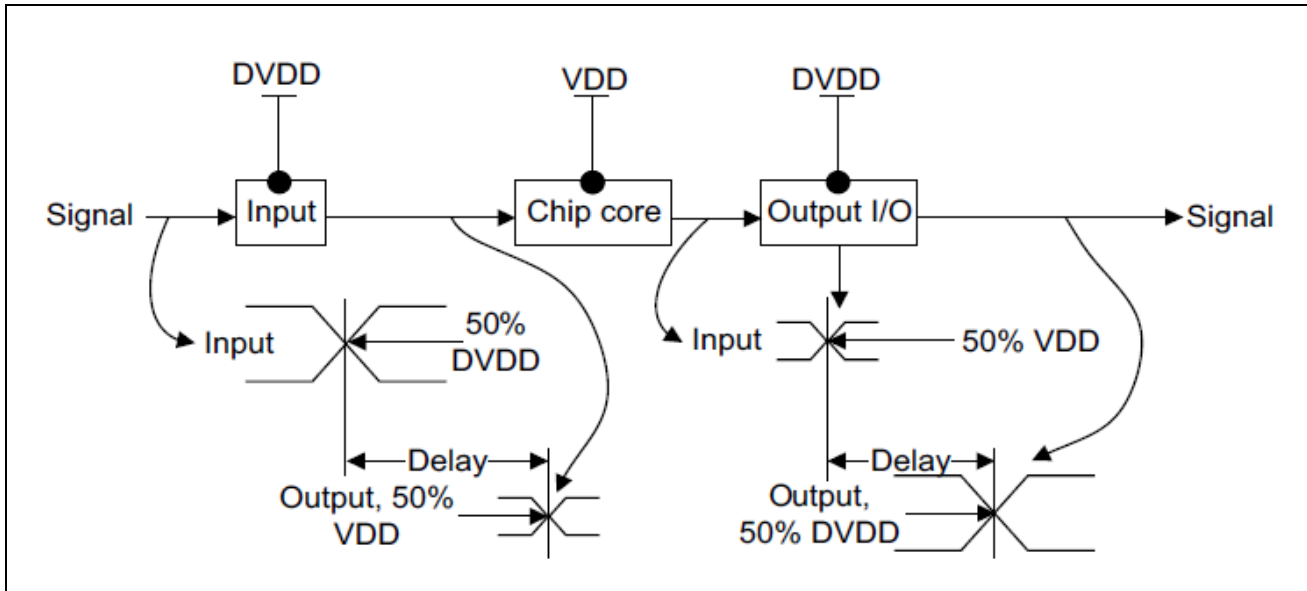 DVDD
VDD
DVDD
Signal
Input
Chip core
Output I/O
Signal
Input
50%
DVDD
Input
50% VDD
Delay
Output, 50%
VDD
Delay
Output,
50% DVDD